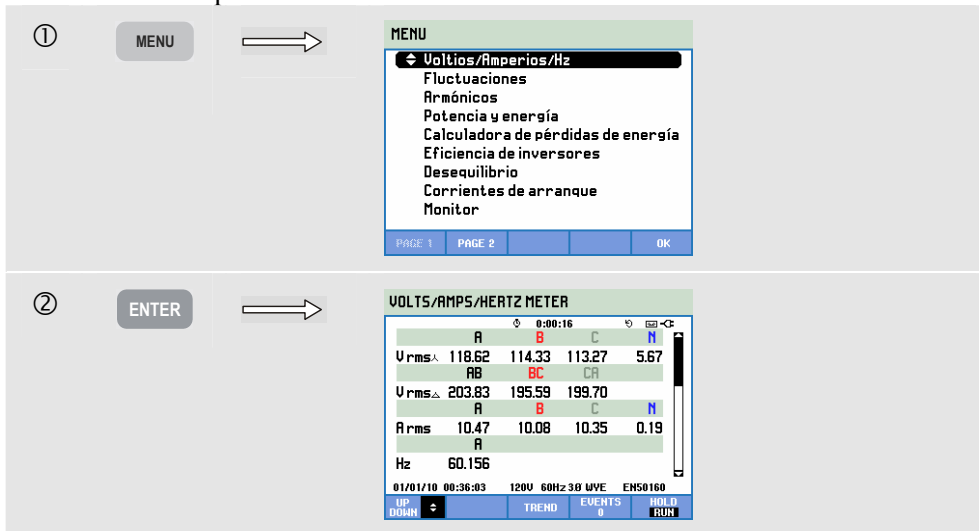 ①
MENU
MENU
Voltios/Amperios/Hz
Fluctuaciones
Armónicos
Potencia y energía
Calculadora de pérdidas de energía
Eficiencia de inversores
Desequilibrio
Corrientes de arranque
Monitor
PAGE 1 PAGE 2 OK
②
ENTER
VOLTS/AMPS/HERTZ METER
0:00:16
A B C N
V rms⅄ 118.62 114.33 113.27 5.67
AB BC CA
V rms△ 203.83 195.59 199.70
A B C N
A rms 10.47 10.08 10.35 0.19
A
Hz 60.156
01/01/10 00:36:03 120V 60Hz 3Ø WYE EN50160
UP DOWN TREND EVENTS 0 HOLD RUN